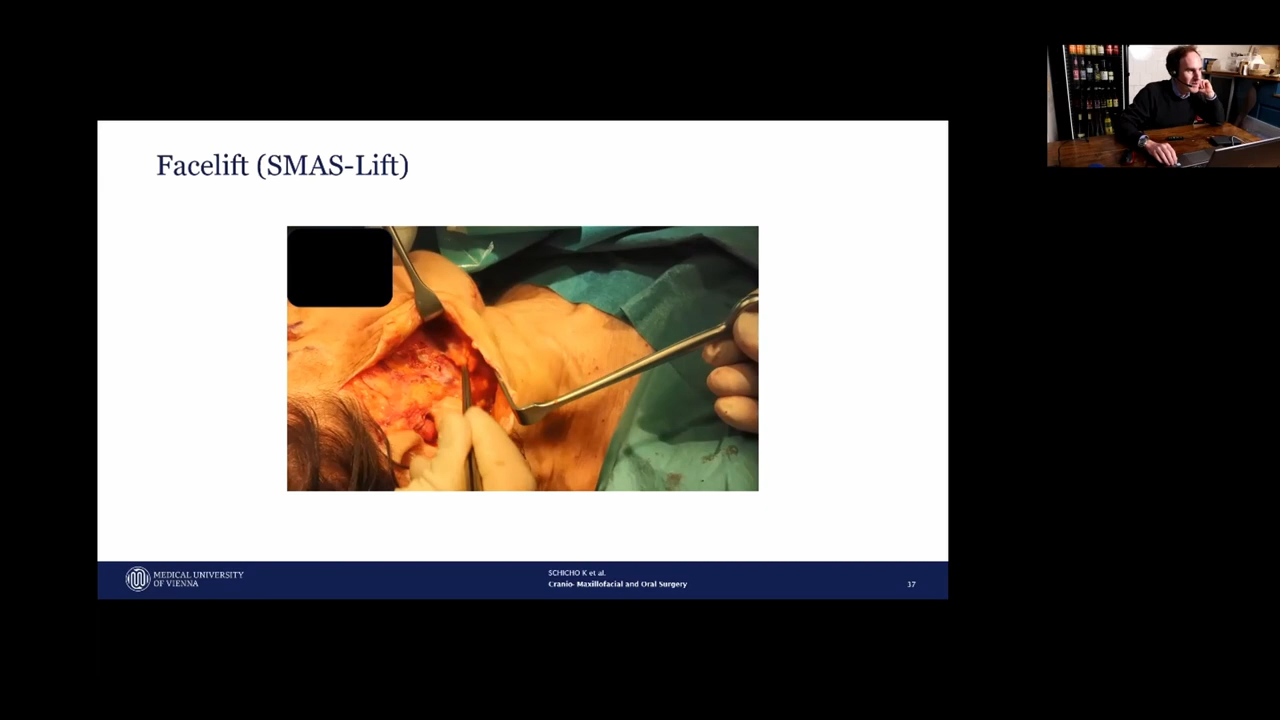 Facelift (SMAS-Lift)
MEDICAL UNIVERSITY
OF VIENNA
SCHICHO K et al.
Cranio- Maxillofacial and Oral Surgery
37